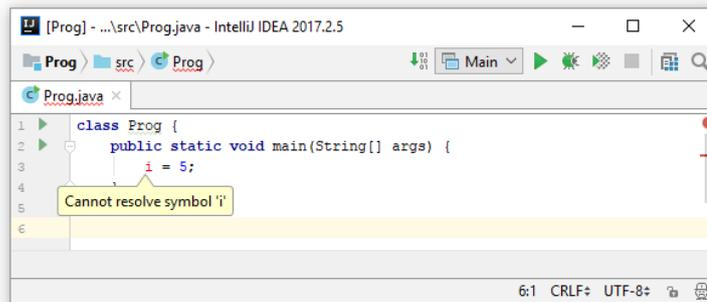 [Prog] - ...\src\Prog.java - IntelliJ IDEA 2017.2.5
Prog src Prog Main
Prog.java
1 class Prog {
2 public static void main(String[] args) {
3 i = 5;
4
Cannot resolve symbol 'i'
5
6
6:1 CRLF UTF-8